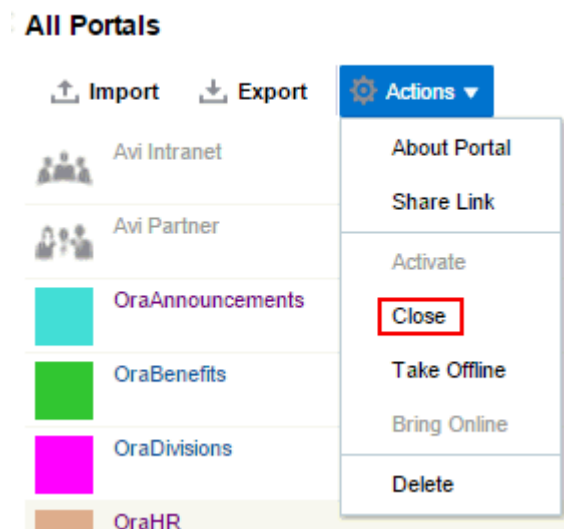 All Portals
Import Export Actions
Avi Intranet
Avi Partner
OraAnnouncements
OraBenefits
OraDivisions
OraHR
About Portal
Share Link
Activate
Close
Take Offline
Bring Online
Delete